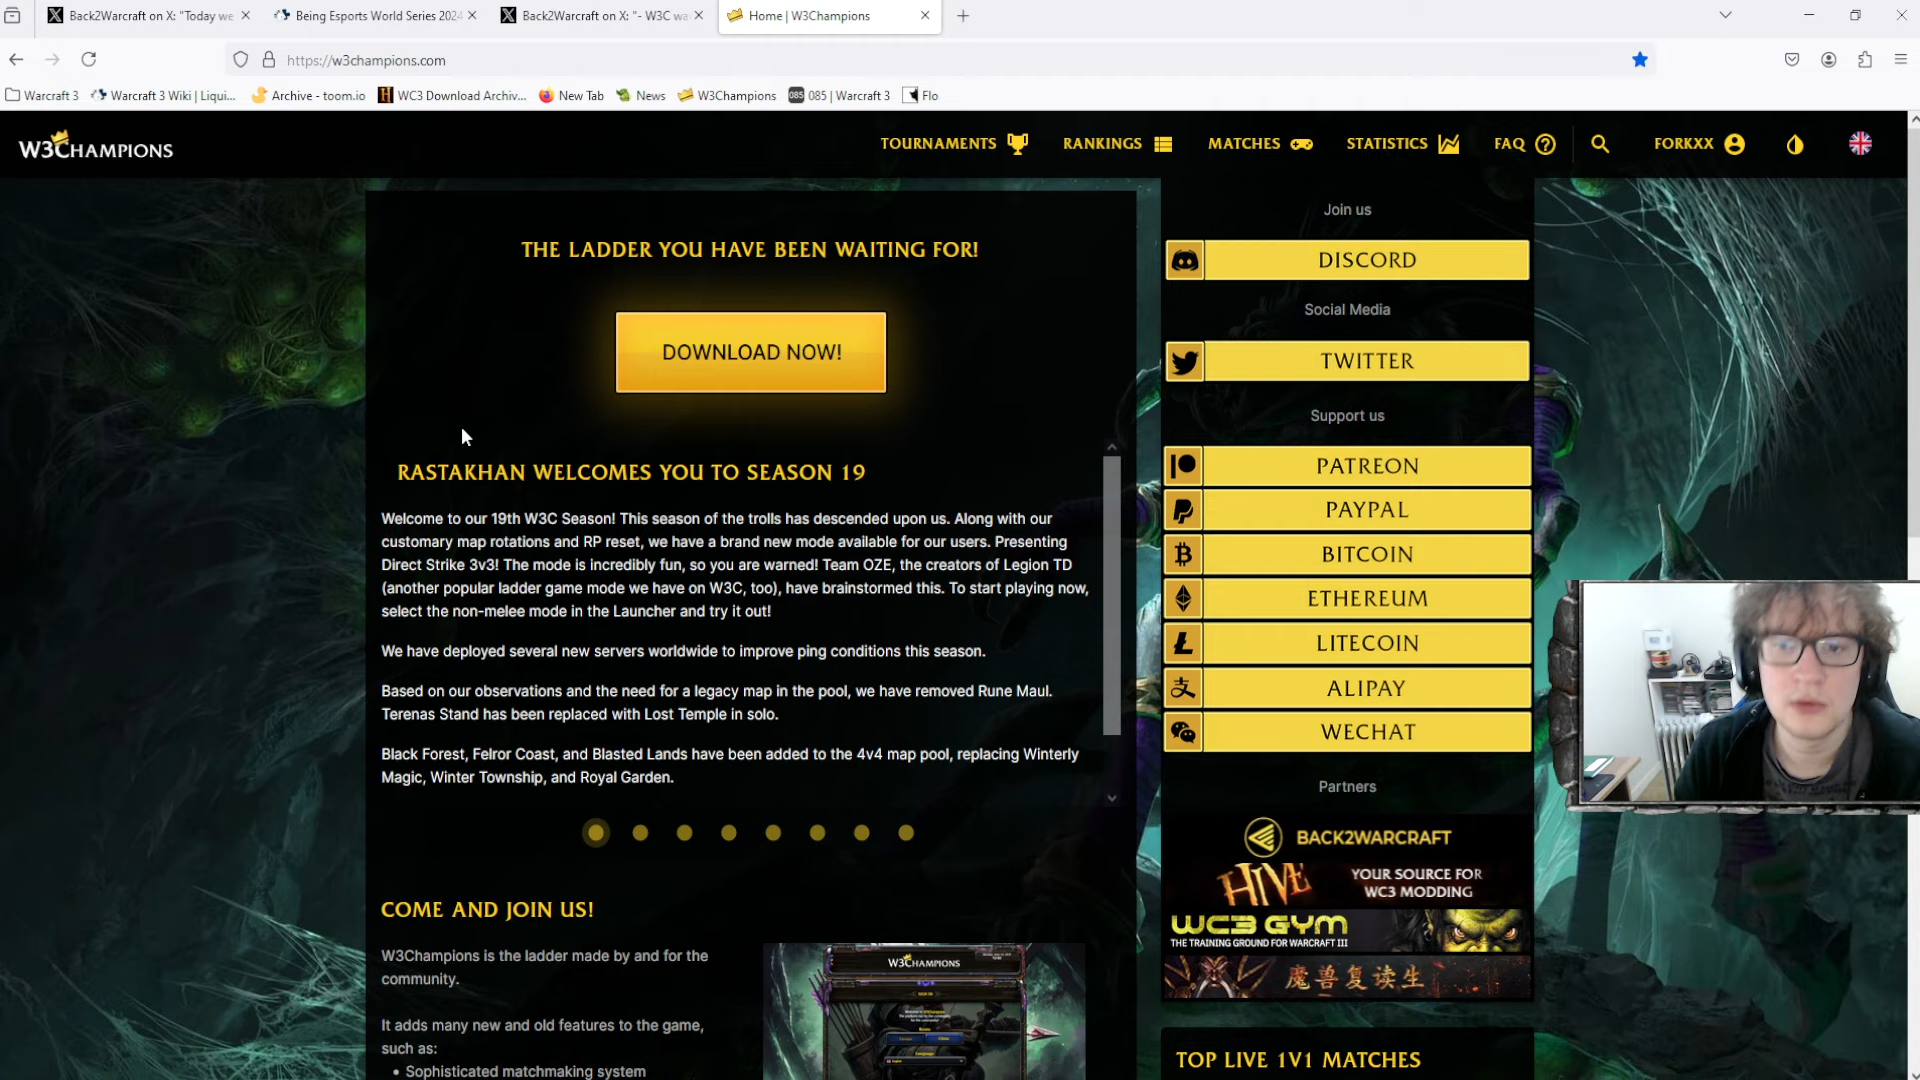 Back2Warcraft on X: "Today we
Being Esports World Series 2024
Back2Warcraft on X: "- W3C wa
Home | W3Champions
https://w3champions.com
Warcraft 3
Warcraft 3 Wiki | Liqui...
Archive - toom.io
WC3 Download Archiv...
New Tab
News
W3Champions
085 | Warcraft 3
Flo
W3CHAMPIONS
TOURNAMENTS
RANKINGS
MATCHES
STATISTICS
FAQ
FORKXX
THE LADDER YOU HAVE BEEN WAITING FOR!
DOWNLOAD NOW!
RASTAKHAN WELCOMES YOU TO SEASON 19
Welcome to our 19th W3C Season! This season of the trolls has descended upon us. Along with our
customary map rotations and RP reset, we have a brand new mode available for our users. Presenting
Direct Strike 3v3! The mode is incredibly fun, so you are warned! Team OZE, the creators of Legion TD
(another popular ladder game mode we have on W3C, too), have brainstormed this. To start playing now,
select the non-melee mode in the Launcher and try it out!
We have deployed several new servers worldwide to improve ping conditions this season.
Based on our observations and the need for a legacy map in the pool, we have removed Rune Maul.
Terenas Stand has been replaced with Lost Temple in solo.
Black Forest, Felror Coast, and Blasted Lands have been added to the 4v4 map pool, replacing Winterly
Magic, Winter Township, and Royal Garden.
COME AND JOIN US!
W3Champions is the ladder made by and for the
community.
It adds many new and old features to the game,
such as:
• Sophisticated matchmaking system
W3CHAMPIONS
Join us
DISCORD
Social Media
TWITTER
Support us
PATREON
PAYPAL
BITCOIN
ETHEREUM
LITECOIN
ALIPAY
WECHAT
Partners
BACK2WARCRAFT
HIVE
YOUR SOURCE FOR
WC3 MODDING
WC3 GYM
THE TRAINING GROUND FOR WARCRAFT III
魔兽复读生
TOP LIVE 1V1 MATCHES